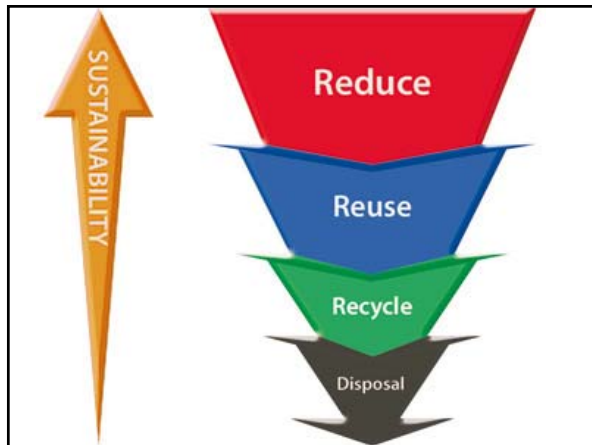 SUSTAINABILITY
Reduce
Reuse
Recycle
Disposal